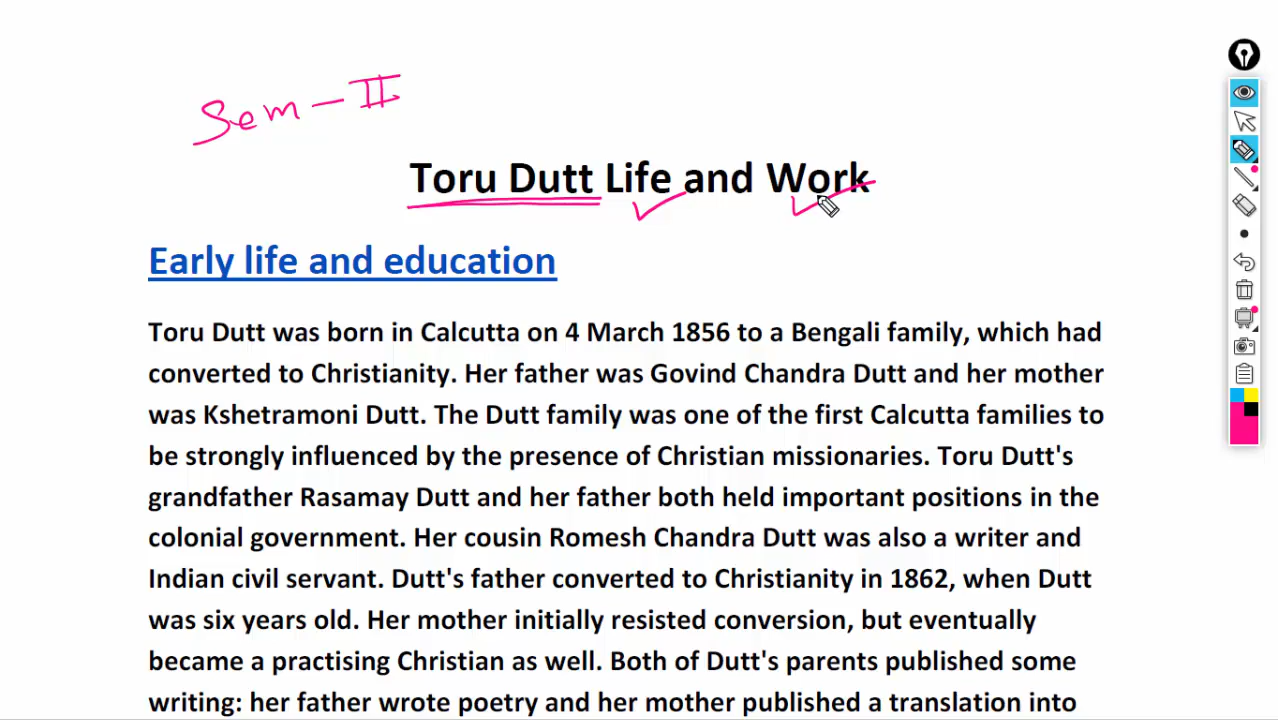 Sem - II
Toru Dutt Life and Work
Early life and education
Toru Dutt was born in Calcutta on 4 March 1856 to a Bengali family, which had
converted to Christianity. Her father was Govind Chandra Dutt and her mother
was Kshetramoni Dutt. The Dutt family was one of the first Calcutta families to
be strongly influenced by the presence of Christian missionaries. Toru Dutt's
grandfather Rasamay Dutt and her father both held important positions in the
colonial government. Her cousin Romesh Chandra Dutt was also a writer and
Indian civil servant. Dutt's father converted to Christianity in 1862, when Dutt
was six years old. Her mother initially resisted conversion, but eventually
became a practising Christian as well. Both of Dutt's parents published some
writing: her father wrote poetry and her mother published a translation into